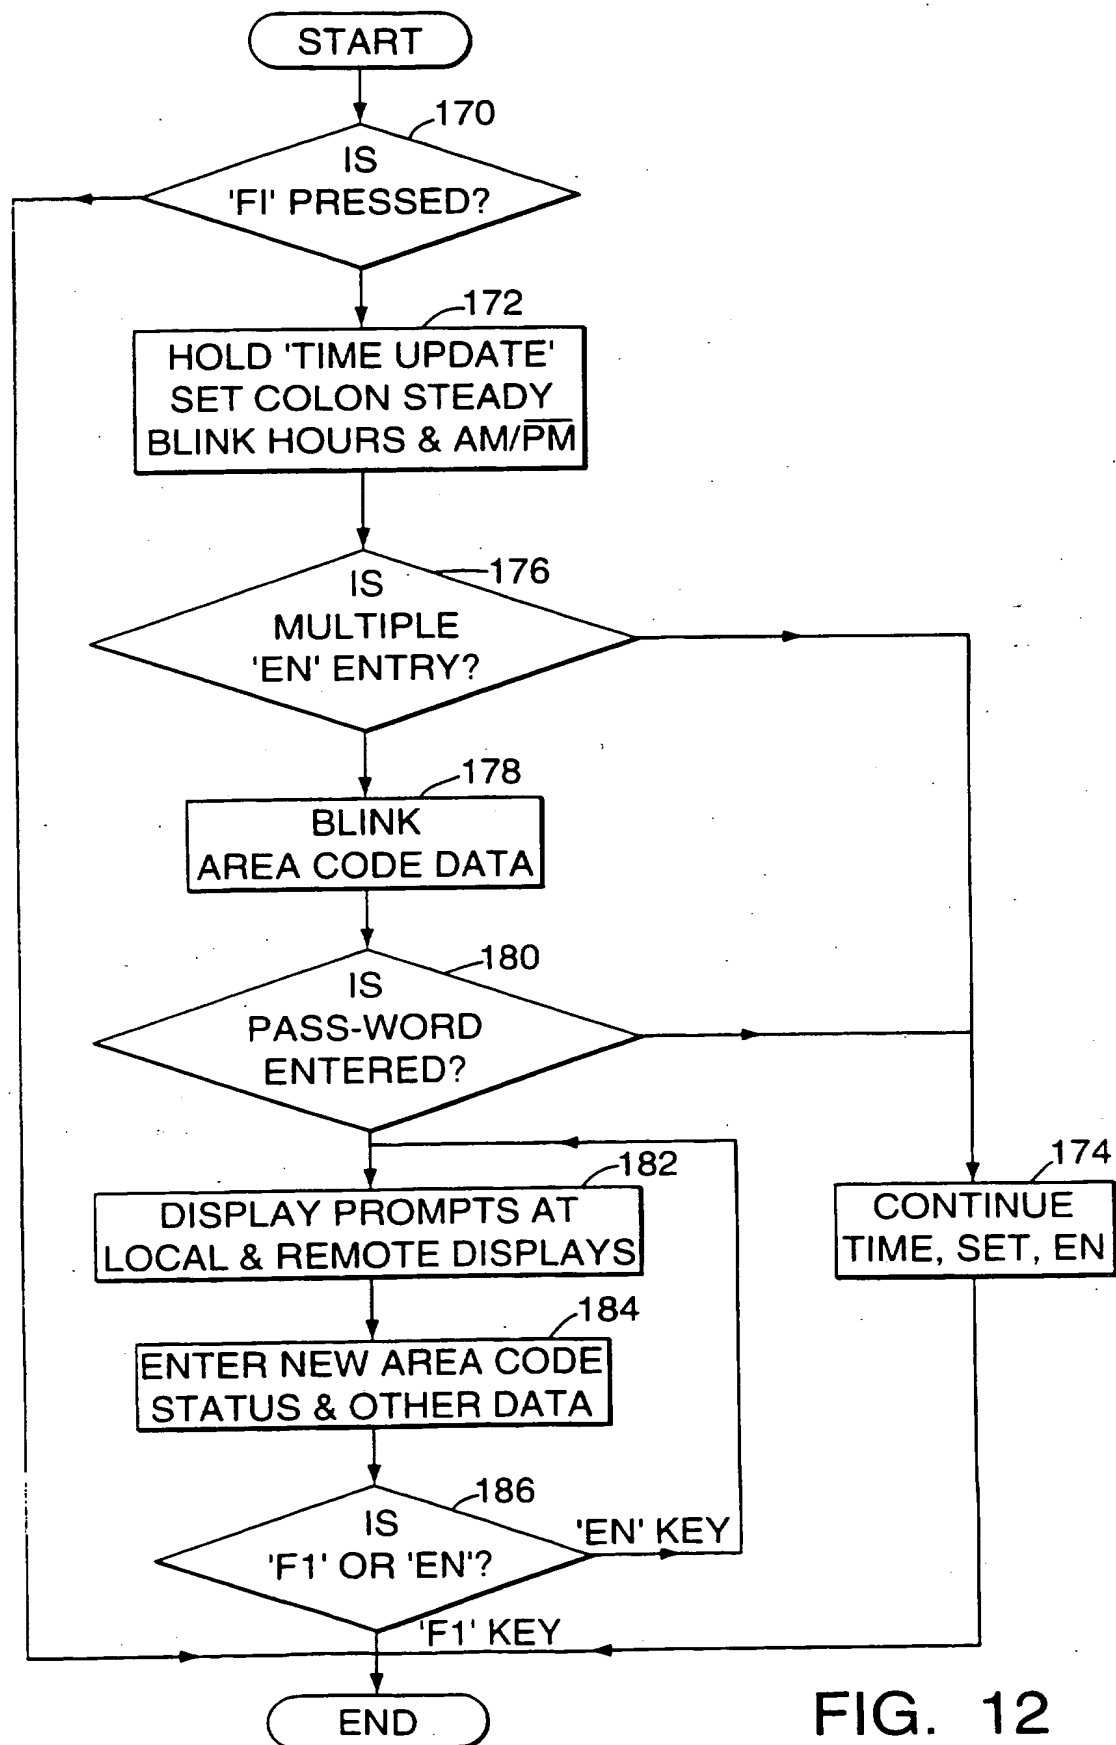 START
170
IS
'FI' PRESSED?
172
HOLD 'TIME UPDATE'
SET COLON STEADY
BLINK HOURS & AM/P̅M̅
176
IS
MULTIPLE
'EN' ENTRY?
178
BLINK
AREA CODE DATA
180
IS
PASS-WORD
ENTERED?
182
DISPLAY PROMPTS AT
LOCAL & REMOTE DISPLAYS
174
CONTINUE
TIME, SET, EN
184
ENTER NEW AREA CODE
STATUS & OTHER DATA
186
IS
'F1' OR 'EN'?
'EN' KEY
'F1' KEY
END
FIG. 12